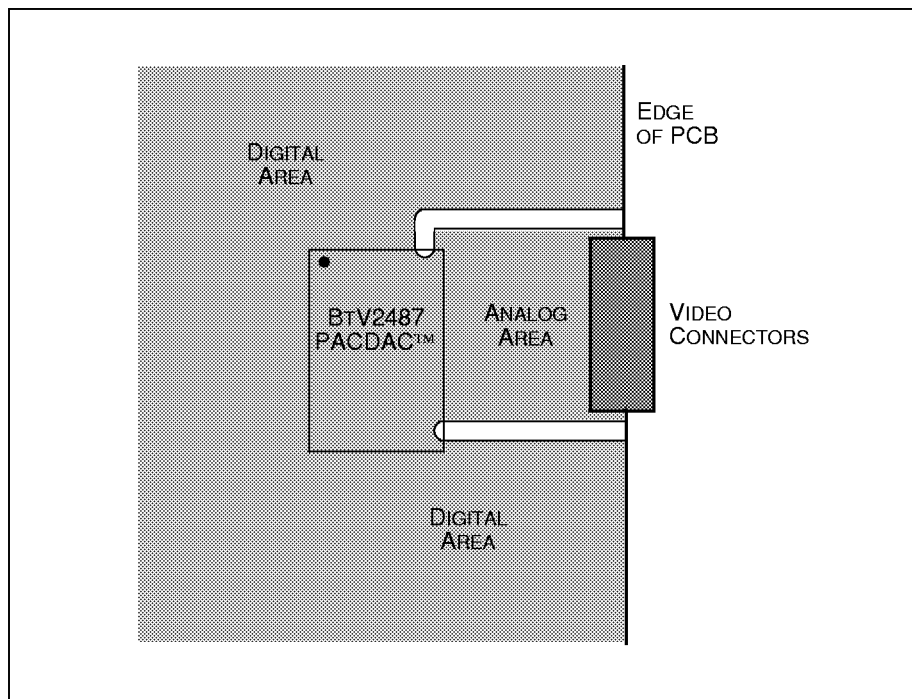 EDGE
OF PCB
DIGITAL
AREA
BTV2487
PACDAC™
ANALOG
AREA
VIDEO
CONNECTORS
DIGITAL
AREA